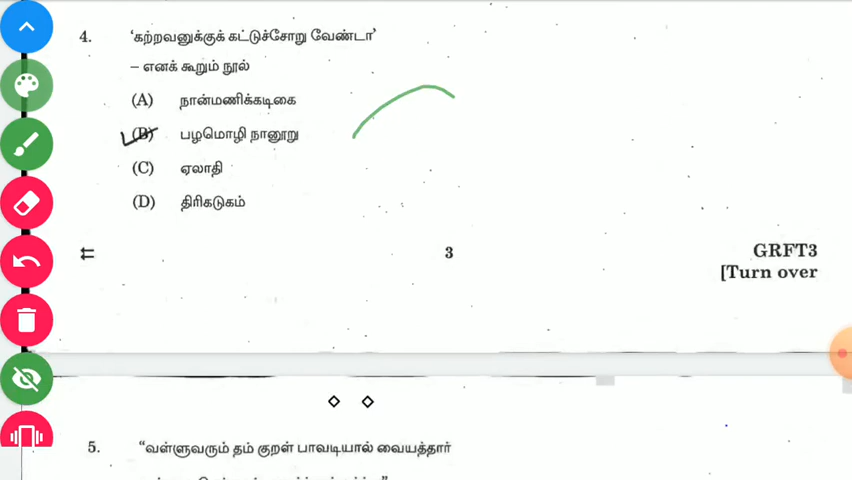 4. 'கற்றவனுக்குக் கட்டுச்சோறு வேண்டா'
– எனக் கூறும் நூல்
(A) நான்மணிக்கடிகை
(B) பழமொழி நானூறு
(C) ஏலாதி
(D) திரிகடுகம்
⇇ 3 GRFT3
[Turn over
5. "வள்ளுவரும் தம் குறள் பாவடியால் வையத்தார்